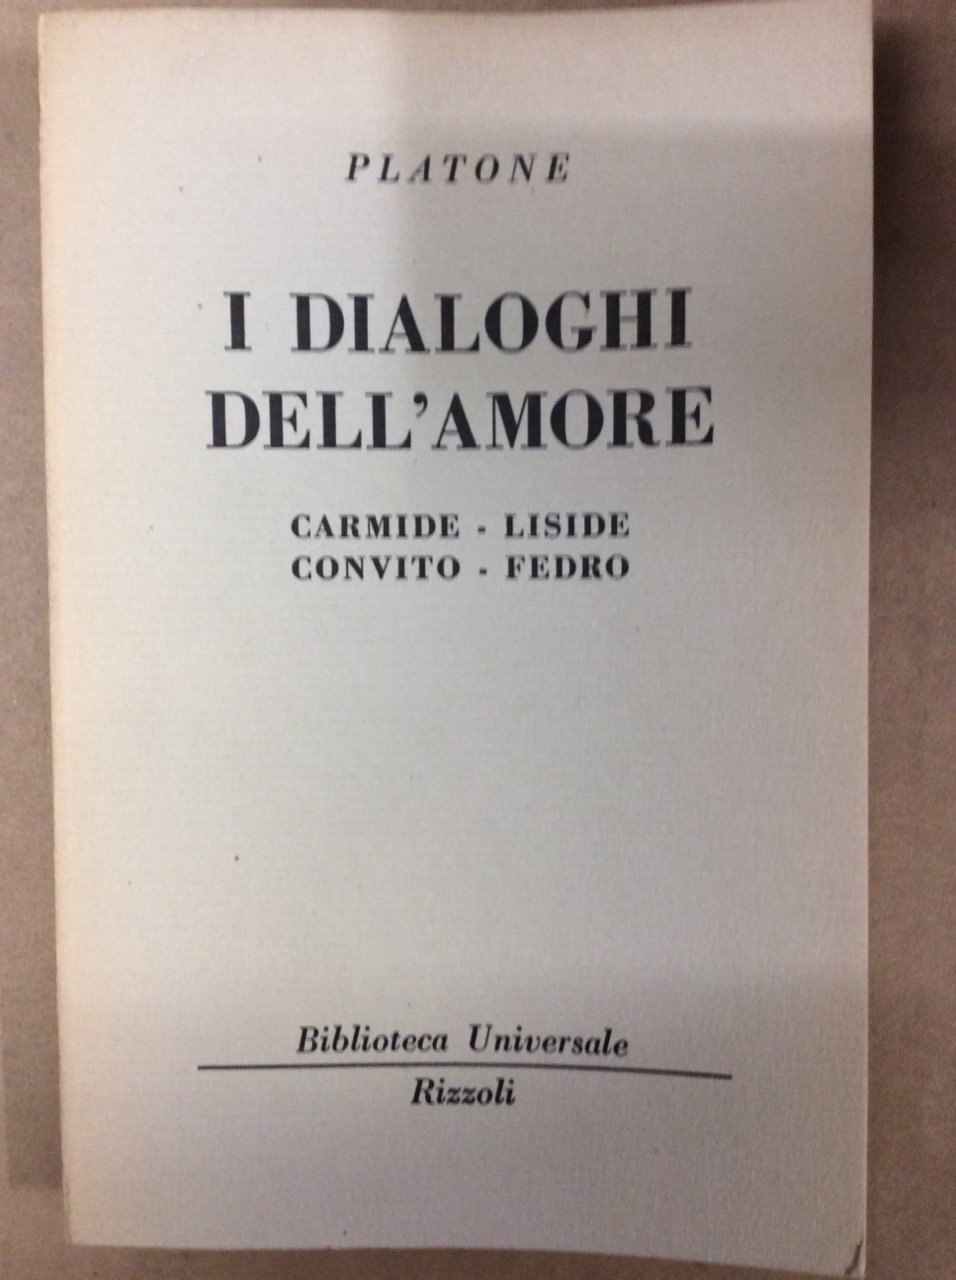 PLATONE
I DIALOGHI
DELL'AMORE
CARMIDE - LISIDE
CONVITO - FEDRO
Biblioteca Universale
Rizzoli